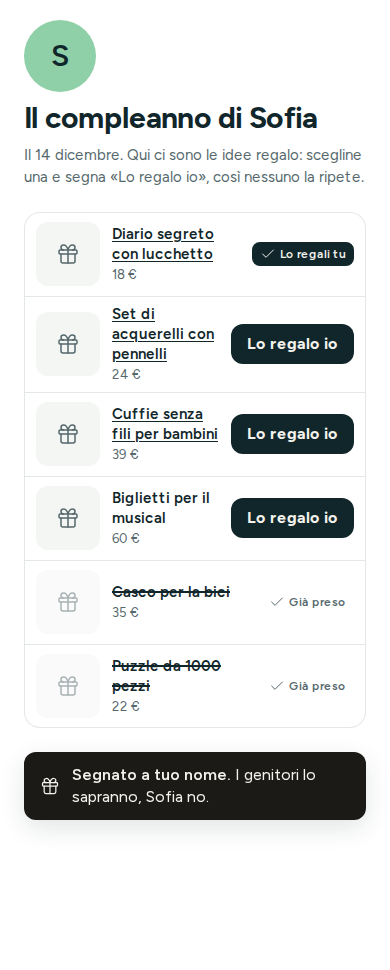 S
Il compleanno di Sofia
Il 14 dicembre. Qui ci sono le idee regalo: scegline
una e segna «Lo regalo io», così nessuno la ripete.
Diario segreto
con lucchetto
18 €
Lo regali tu
Set di
acquerelli con
pennelli
24 €
Lo regalo io
Cuffie senza
fili per bambini
39 €
Lo regalo io
Biglietti per il
musical
60 €
Lo regalo io
Casco per la bici
35 €
Già preso
Puzzle da 1000
pezzi
22 €
Già preso
Segnato a tuo nome. I genitori lo
sapranno, Sofia no.